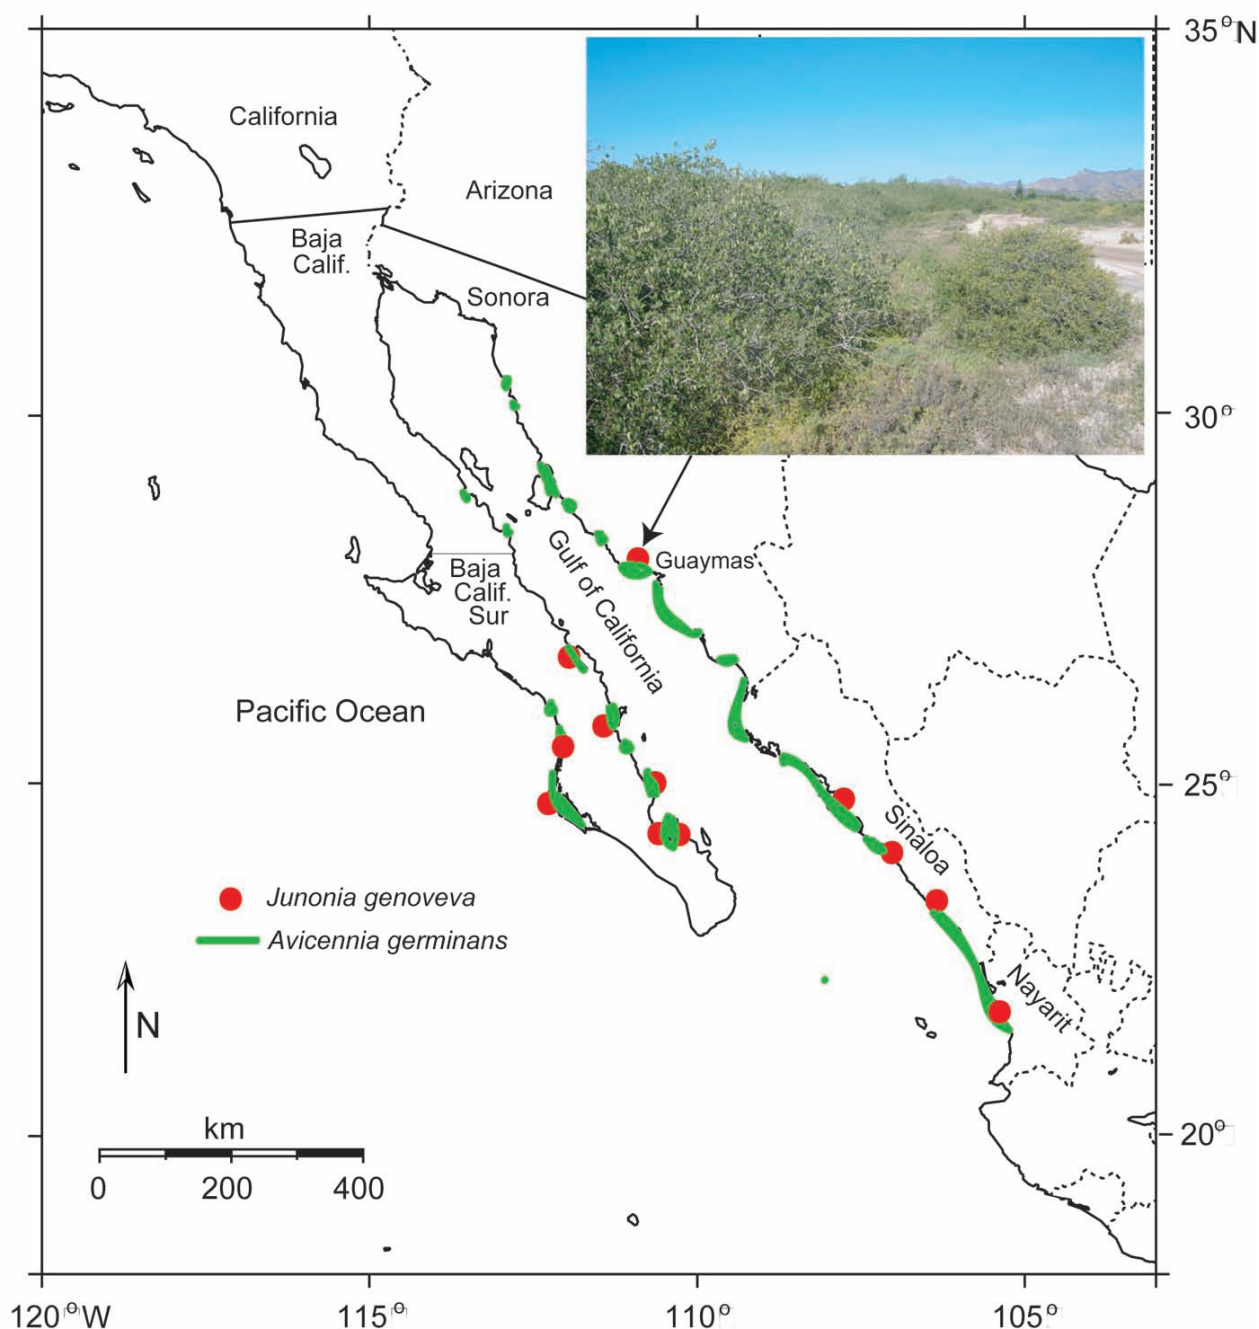 35°N
California
Arizona
Baja
Calif.
Sonora
30°
Guaymas
Gulf of California
Baja
Calif.
Sur
Pacific Ocean
25°
Sinaloa
Junonia genoveva
Avicennia germinans
Nayarit
N
km
20°
0 200 400
120°W 115° 110° 105°